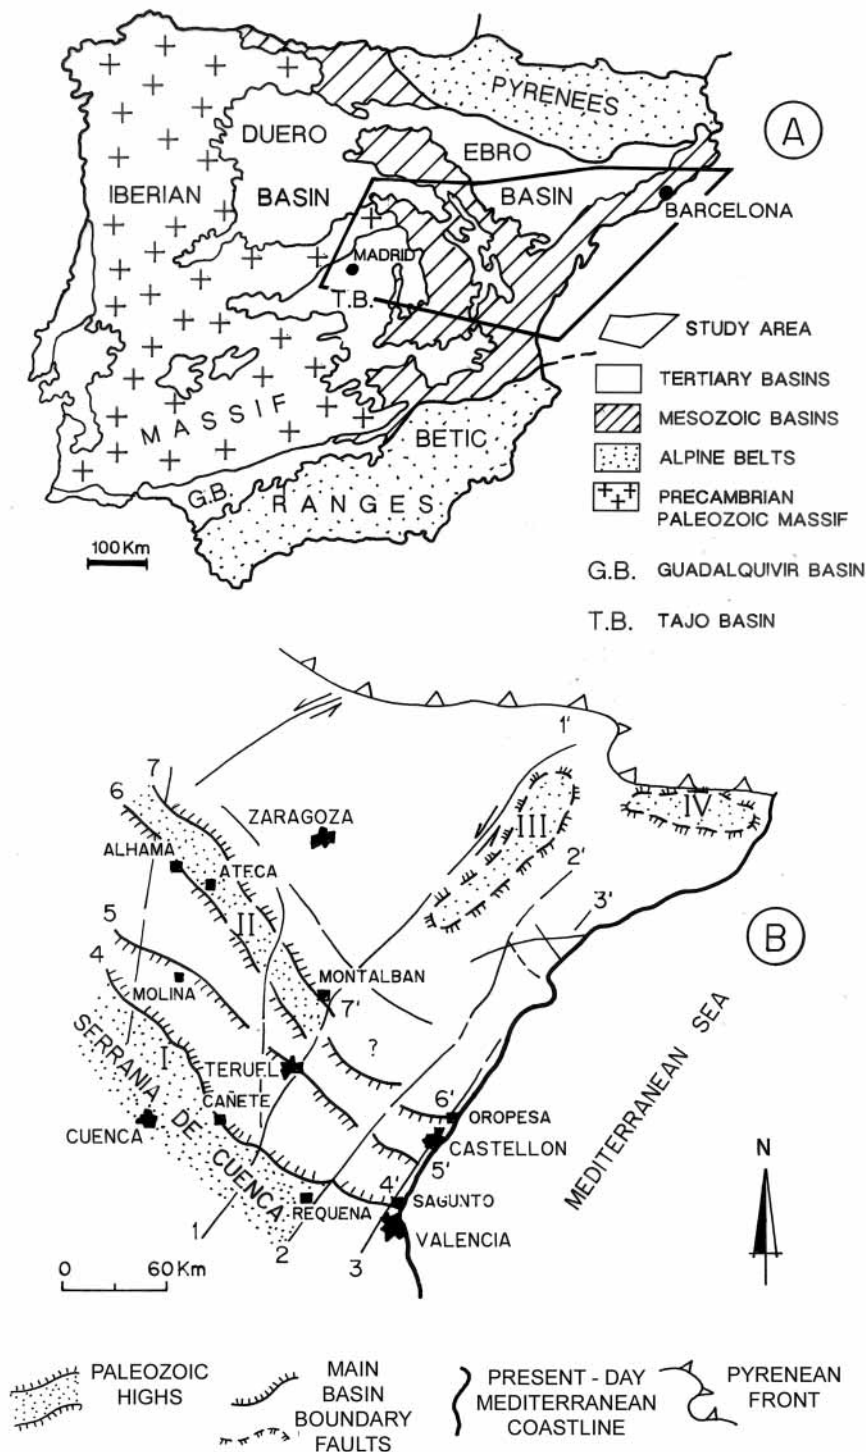 PYRENEES
A
DUERO
EBRO
IBERIAN
BASIN
BASIN
BARCELONA
MADRID
T.B.
STUDY AREA
TERTIARY BASINS
MESOZOIC BASINS
MASSIF
BETIC
ALPINE BELTS
G.B.
RANGES
PRECAMBRIAN
PALEOZOIC MASSIF
100 Km
G.B. GUADALQUIVIR BASIN
T.B. TAJO BASIN
1'
7
6
ZARAGOZA
IV
III
ALHAMA
ATECA
2'
3'
5
II
B
4
MOLINA
MONTALBAN
7'
?
I
TERUEL
SERRANIA DE CUENCA
CAÑETE
6'
OROPESA
CUENCA
CASTELLON
5'
MEDITERRANEAN SEA
N
4'
REQUENA
SAGUNTO
1
2
3
VALENCIA
0 60 Km
PALEOZOIC
HIGHS
MAIN
BASIN
BOUNDARY
FAULTS
PRESENT - DAY
MEDITERRANEAN
COASTLINE
PYRENEAN
FRONT